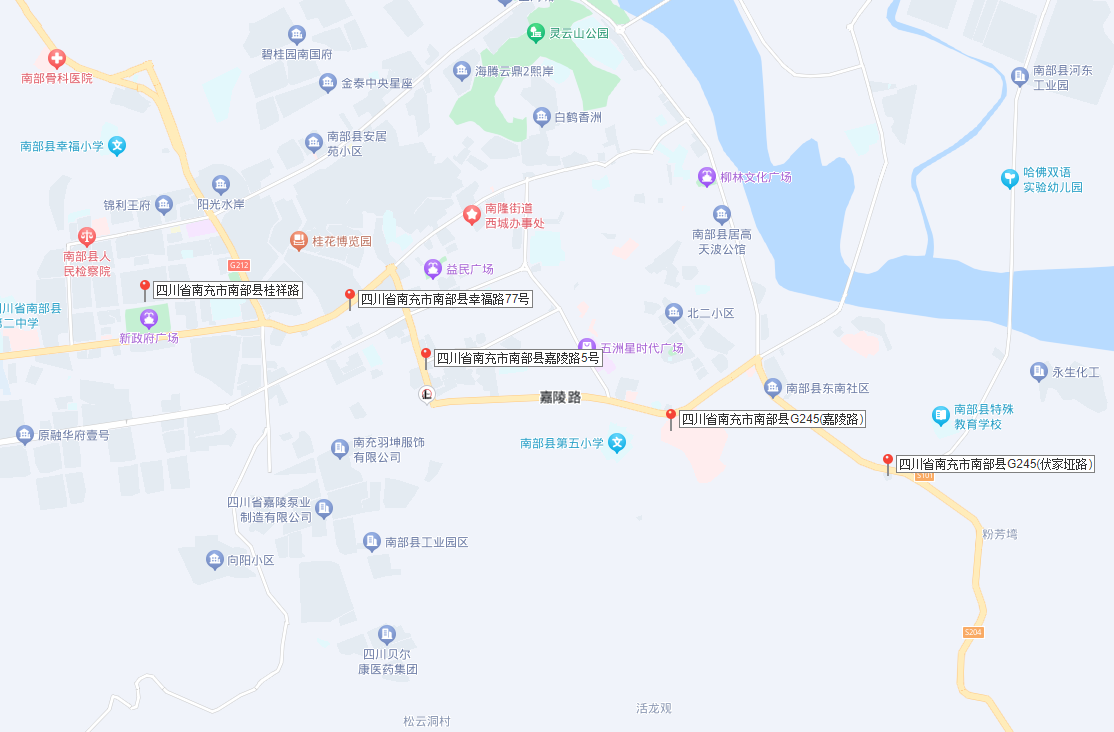 灵云山公园
碧桂园南国府
海腾云鼎2熙岸
南部骨科医院
金泰中央星座
南部县河东
工业园
白鹤香洲
南部县安居
苑小区
南部县幸福小学
柳林文化广场
哈佛双语
实验幼儿园
锦利王府
阳光水岸
南隆街道
西城办事处
南部县居高
天波公馆
桂花博览园
南部县人
民检察院
G212
益民广场
四川省南充市南部县桂祥路
四川省南充市南部县幸福路77号
川省南部县
第二中学
新政府广场
北二小区
五洲星时代广场
四川省南充市南部县嘉陵路5号
永生化工
南部县东南社区
嘉陵路
四川省南充市南部县G245(嘉陵路)
南部县特殊
教育学校
原融华府壹号
南充羽坤服饰
有限公司
南部县第五小学
四川省南充市南部县G245(伏家垭路)
S101
四川省嘉陵泵业
制造有限公司
粉芳塆
南部县工业园区
向阳小区
S204
四川贝尔
康医药集团
活龙观
松云洞村